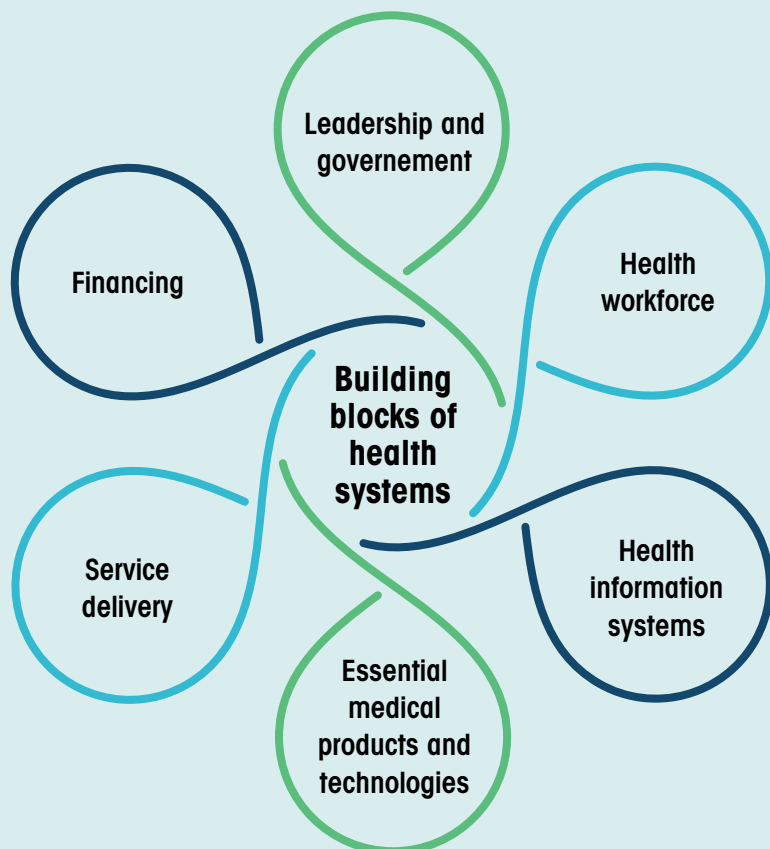 Leadership and
governement
Financing
Health
workforce
Building
blocks of
health
systems
Service
delivery
Health
information
systems
Essential
medical
products and
technologies